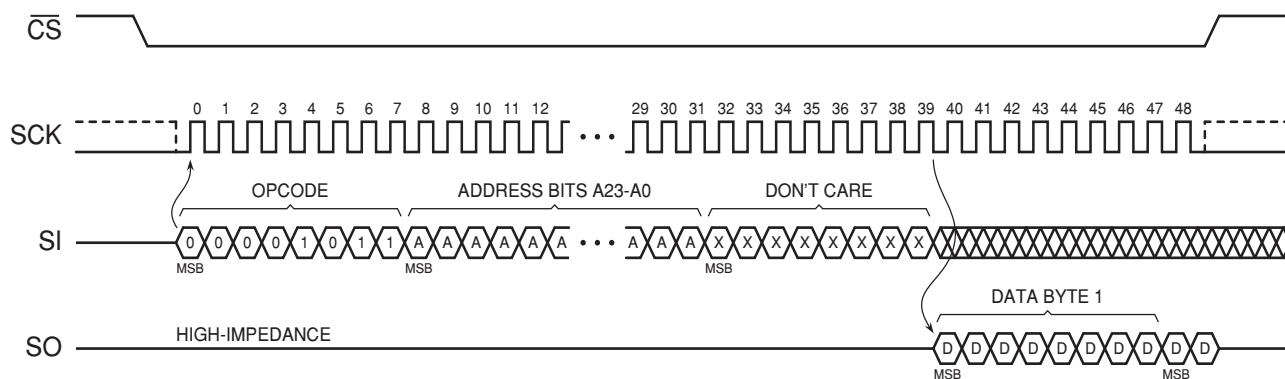 CS
0 1 2 3 4 5 6 7 8 9 10 11 12 29 30 31 32 33 34 35 36 37 38 39 40 41 42 43 44 45 46 47 48
SCK
OPCODE ADDRESS BITS A23-A0 DON'T CARE
SI 0 0 0 0 1 0 1 1 A A A A A A A A A X X X X X X X X
MSB MSB MSB
DATA BYTE 1
HIGH-IMPEDANCE
SO D D D D D D D D D D
MSB MSB